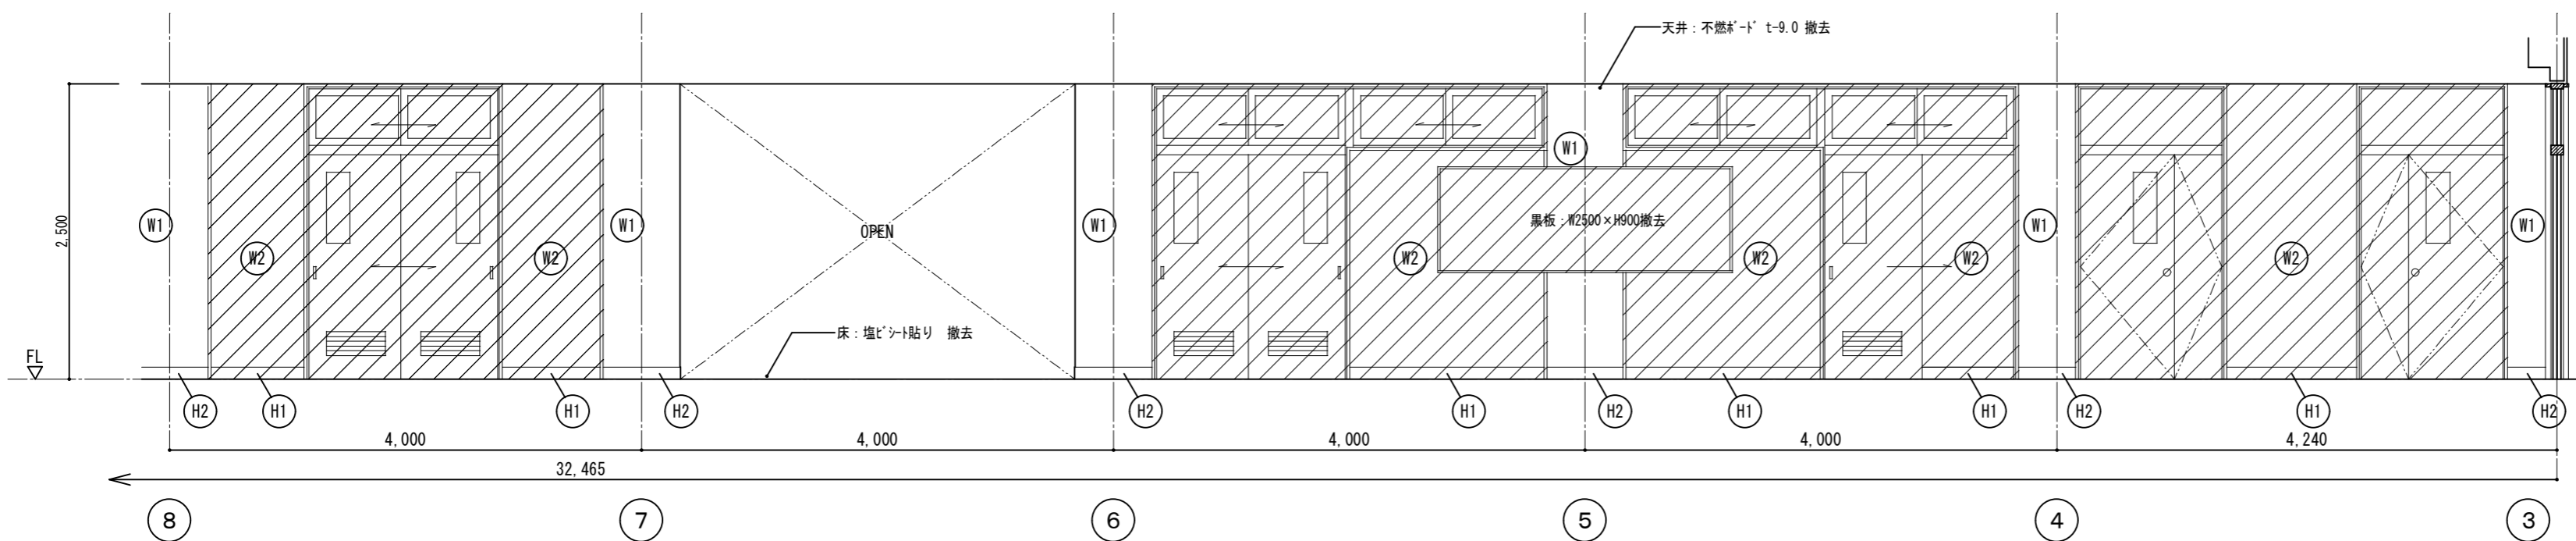 天井：不燃ﾎﾞｰﾄﾞ t-9.0 撤去
2,500
W1
W2
W2
W1
OPEN
W1
W2
W1
黒板：W2500×H900撤去
W2
W2
W1
W2
W1
床：塩ﾋﾞｼｰﾄ貼り 撤去
FL
H2
H1
H1
H2
H2
H1
H2
H1
H1
H2
H1
H2
4,000
4,000
4,000
4,000
4,240
32,465
8
7
6
5
4
3